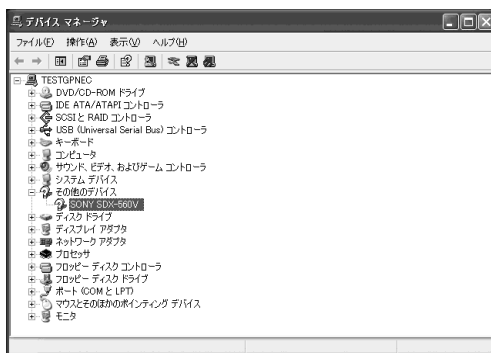 デバイス マネージャ
ファイル(F) 操作(A) 表示(V) ヘルプ(H)
TESTGPNEC
DVD/CD-ROM ドライブ
IDE ATA/ATAPI コントローラ
SCSI と RAID コントローラ
USB (Universal Serial Bus) コントローラ
キーボード
コンピュータ
サウンド、ビデオ、およびゲーム コントローラ
システム デバイス
その他のデバイス
SONY SDX-560V
ディスク ドライブ
ディスプレイ アダプタ
ネットワーク アダプタ
プロセッサ
フロッピー ディスク コントローラ
フロッピー ディスク ドライブ
ポート (COM と LPT)
マウスとそのほかのポインティング デバイス
モニタ